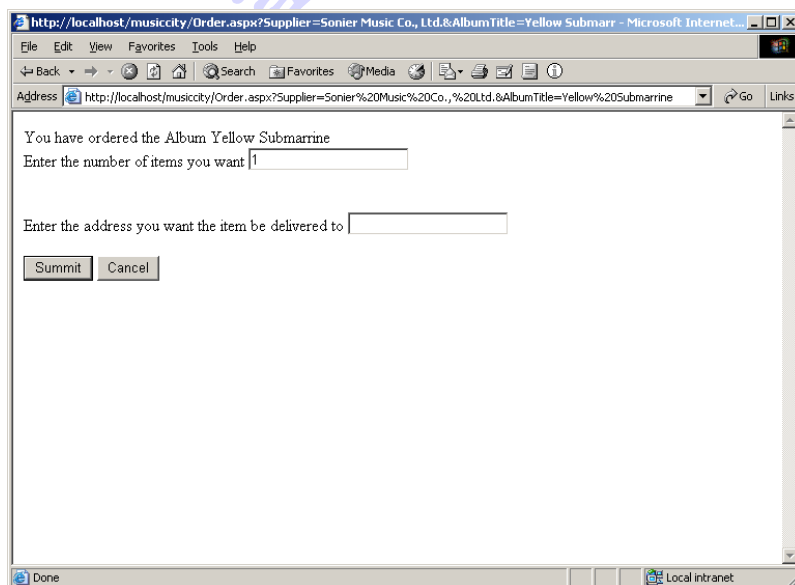 http://localhost/musiccity/Order.aspx?Supplier=Sonier Music Co., Ltd.&AlbumTitle=Yellow Submarr - Microsoft Internet...
File Edit View Favorites Tools Help
Back Search Favorites Media
Address http://localhost/musiccity/Order.aspx?Supplier=Sonier%20Music%20Co.,%20Ltd.&AlbumTitle=Yellow%20Submarrine Go Links
You have ordered the Album Yellow Submarrine
Enter the number of items you want 1
Enter the address you want the item be delivered to
Summit Cancel
Done Local intranet